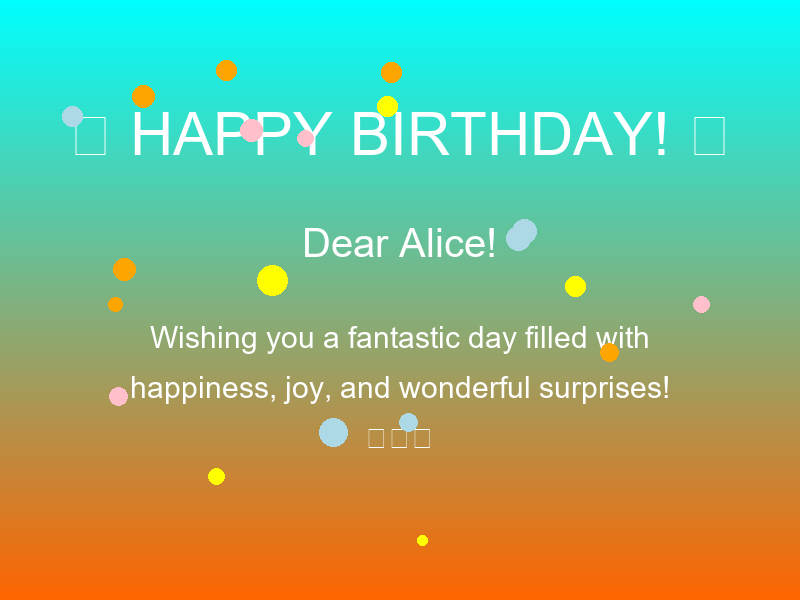 HAPPY BIRTHDAY!
Dear Alice!
Wishing you a fantastic day filled with
happiness, joy, and wonderful surprises!